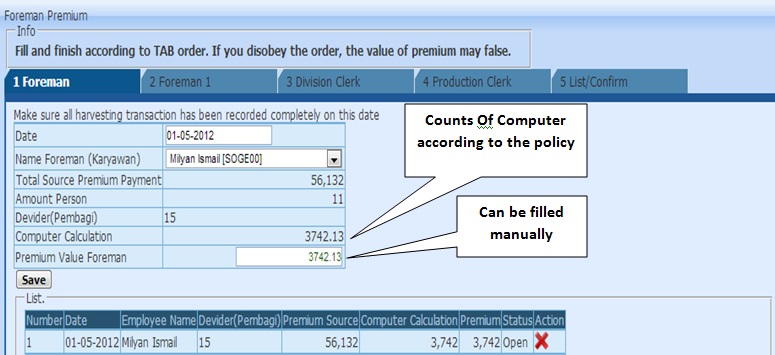 Foreman Premium
Info
Fill and finish according to TAB order. If you disobey the order, the value of premium may false.
1 Foreman 2 Foreman 1 3 Division Clerk 4 Production Clerk 5 List/Confirm
Make sure all harvesting transaction has been recorded completely on this date
Date 01-05-2012
Name Foreman (Karyawan) Milyan Ismail [SOGE00]
Total Source Premium Payment 56,132
Amount Person 11
Devider(Pembagi) 15
Computer Calculation 3742.13
Premium Value Foreman 3742.13
Counts Of Computer
according to the policy
Can be filled
manually
Save
List.
Number Date Employee Name Devider(Pembagi) Premium Source Computer Calculation Premium Status Action
1 01-05-2012 Milyan Ismail 15 56,132 3,742 3,742 Open